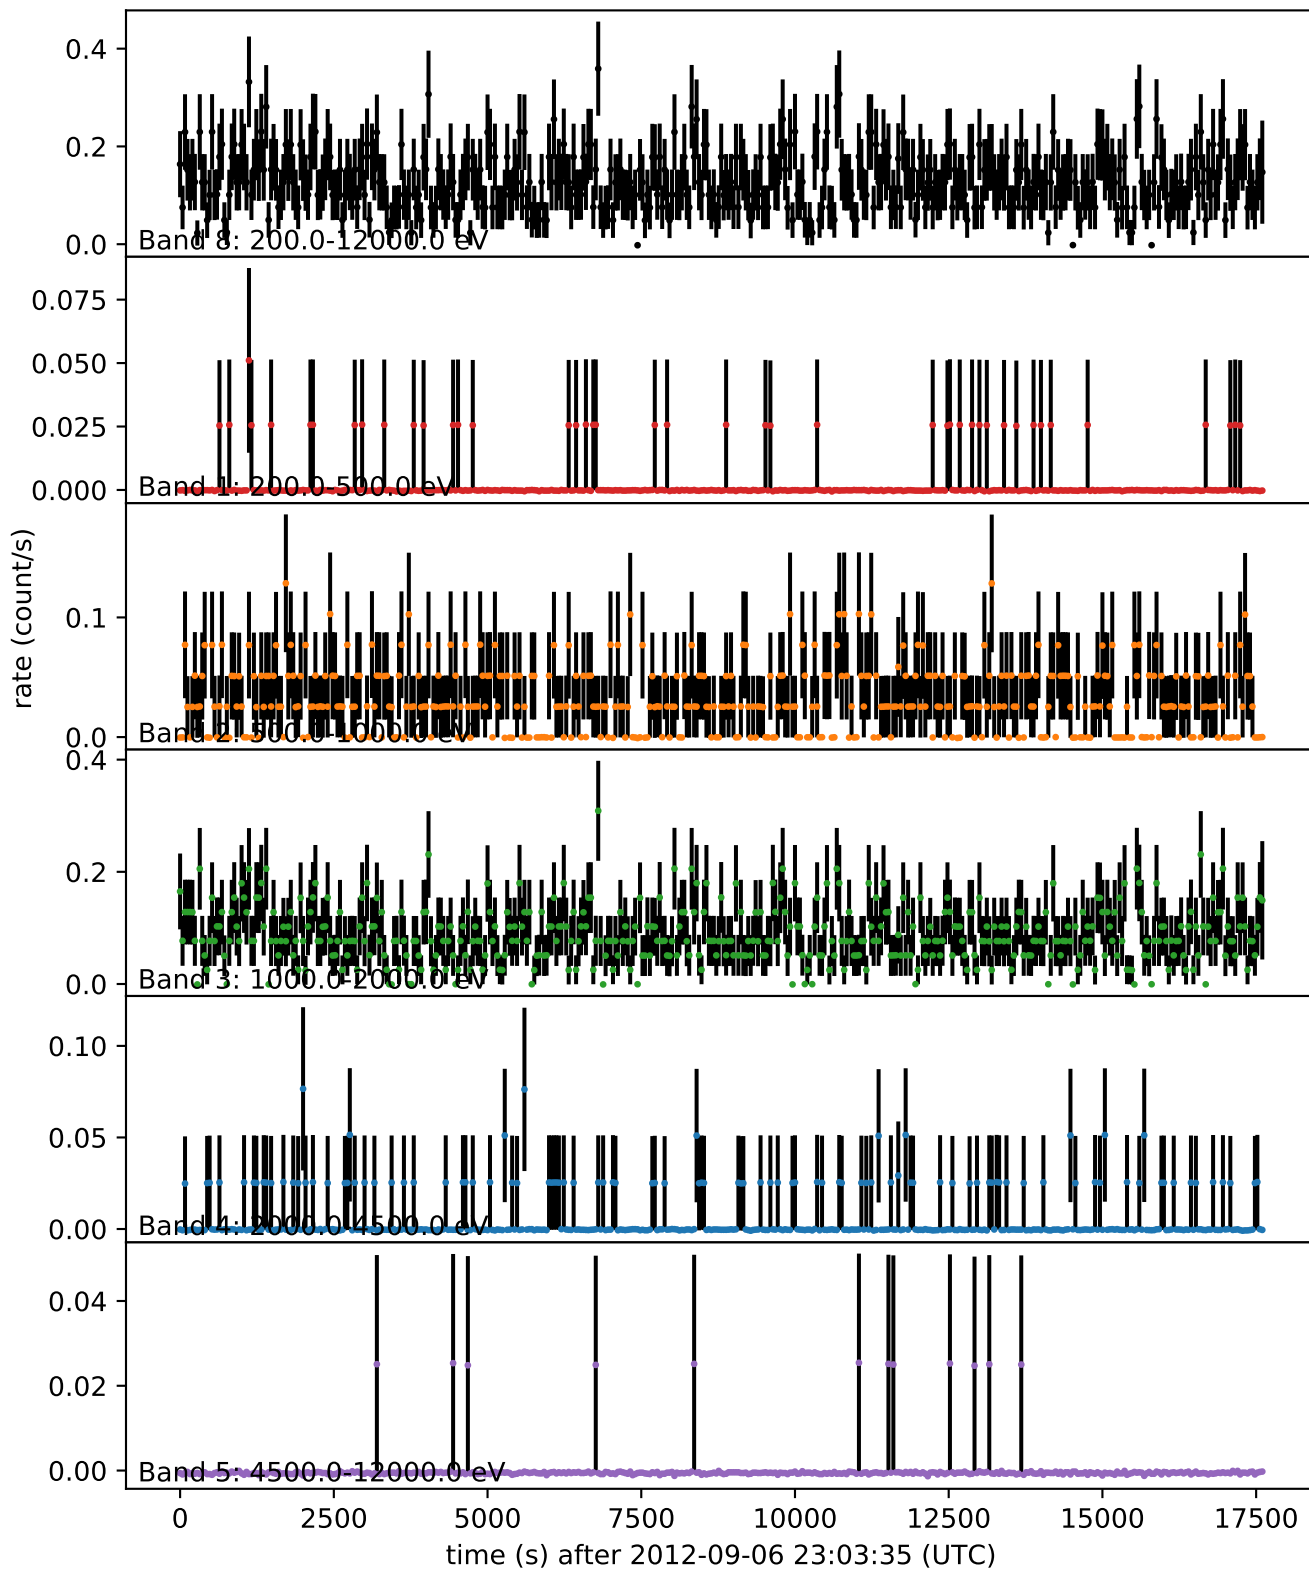 0.4
0.2
0.0
Band 8: 200.0-12000.0 eV
0.075
0.050
0.025
0.000
Band 1: 200.0-500.0 eV
rate (count/s)
0.1
0.0
Band 2: 500.0-1000.0 eV
0.4
0.2
0.0
Band 3: 1000.0-2000.0 eV
0.10
0.05
0.00
Band 4: 2000.0-4500.0 eV
0.04
0.02
0.00
Band 5: 4500.0-12000.0 eV
0 2500 5000 7500 10000 12500 15000 17500
time (s) after 2012-09-06 23:03:35 (UTC)